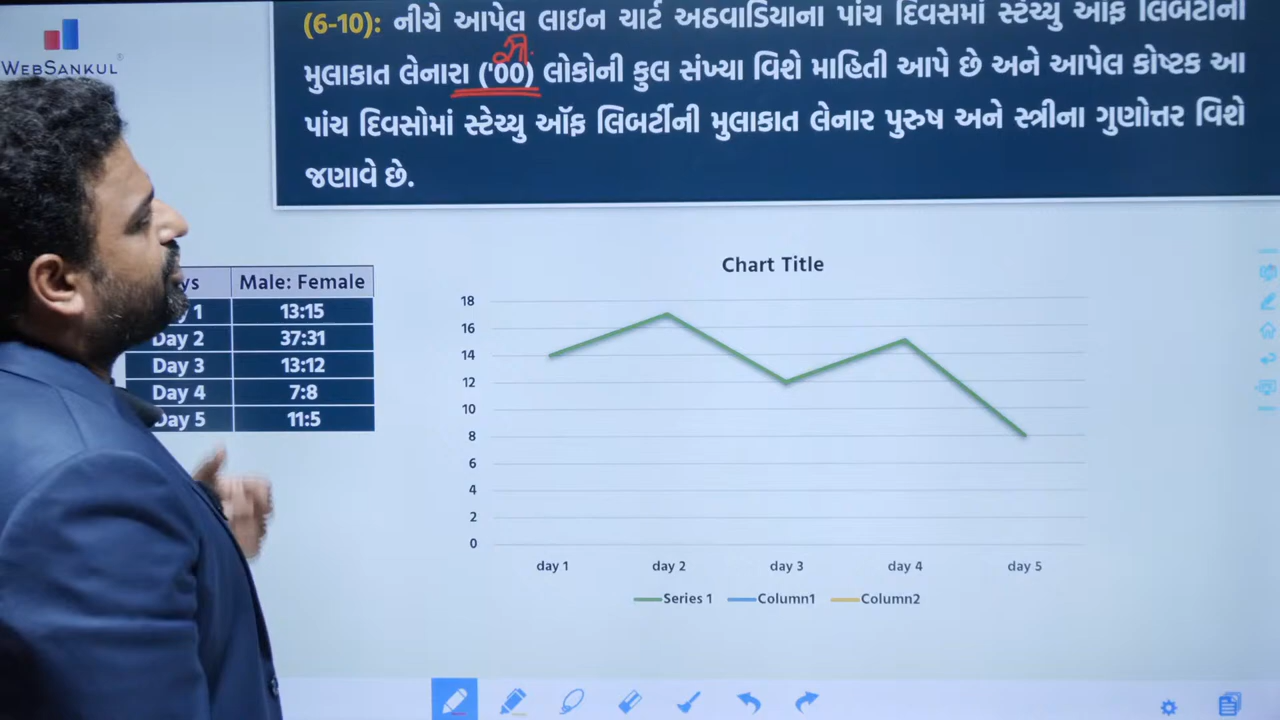 WEBSANKUL
(6-10): નીચે આપેલ લાઇન ચાર્ટ અઠવાડિયાના પાંચ દિવસમાં સ્ટેચ્યુ ઑફ લિબર્ટીની
મુલાકાત લેનારા ('00) લોકોની કુલ સંખ્યા વિશે માહિતી આપે છે અને આપેલ કોષ્ટક આ
પાંચ દિવસોમાં સ્ટેચ્યુ ઑફ લિબર્ટીની મુલાકાત લેનાર પુરુષ અને સ્ત્રીના ગુણોત્તર વિશે
જણાવે છે.
Male: Female
1 13:15
Day 2 37:31
Day 3 13:12
Day 4 7:8
Day 5 11:5
Chart Title
18
16
14
12
10
8
6
4
2
0
day 1 day 2 day 3 day 4 day 5
Series 1 Column1 Column2